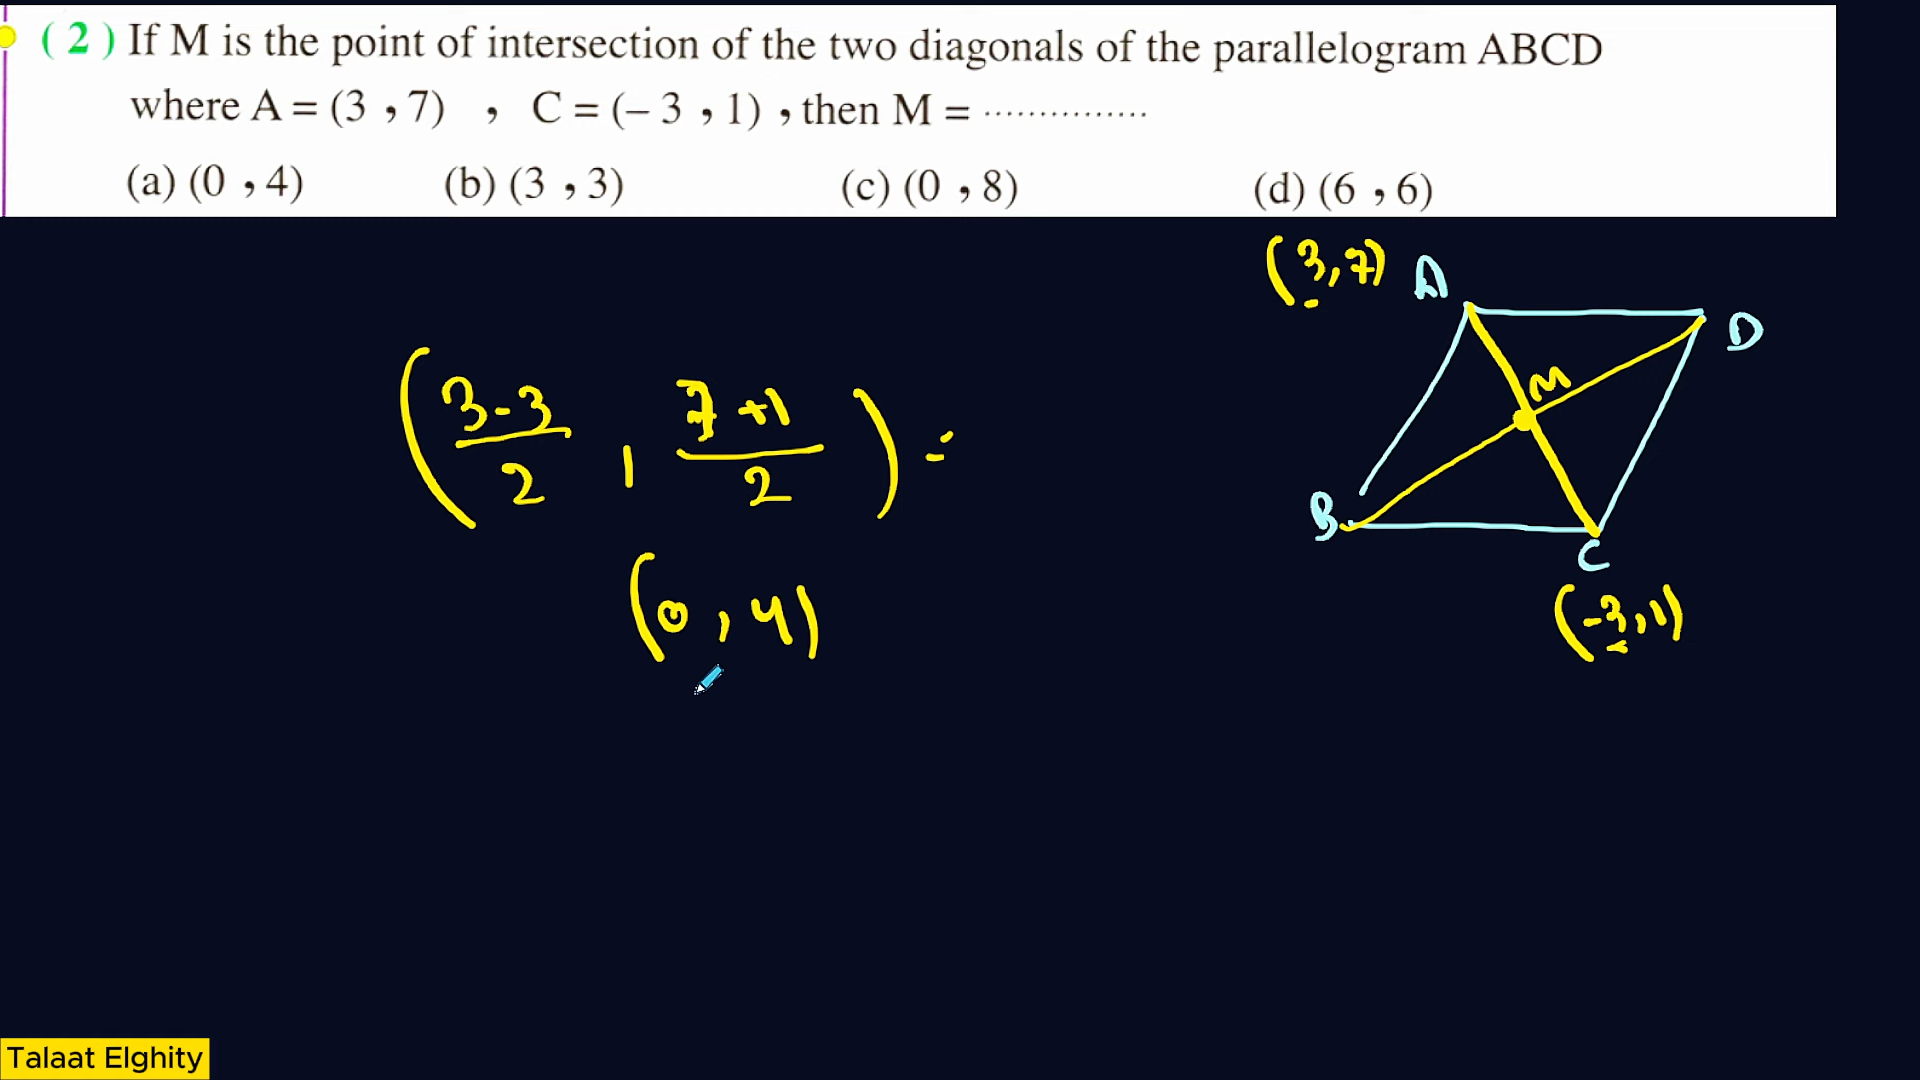 ( 2 ) If M is the point of intersection of the two diagonals of the parallelogram ABCD
where A = (3 , 7) , C = (– 3 , 1) , then M = ...............
(a) (0 , 4) (b) (3 , 3) (c) (0 , 8) (d) (6 , 6)
(3,7) A
D
M
(3-3/2 , 7+1/2) =
B
C
(0 , 4)
(-3,1)
Talaat Elghity